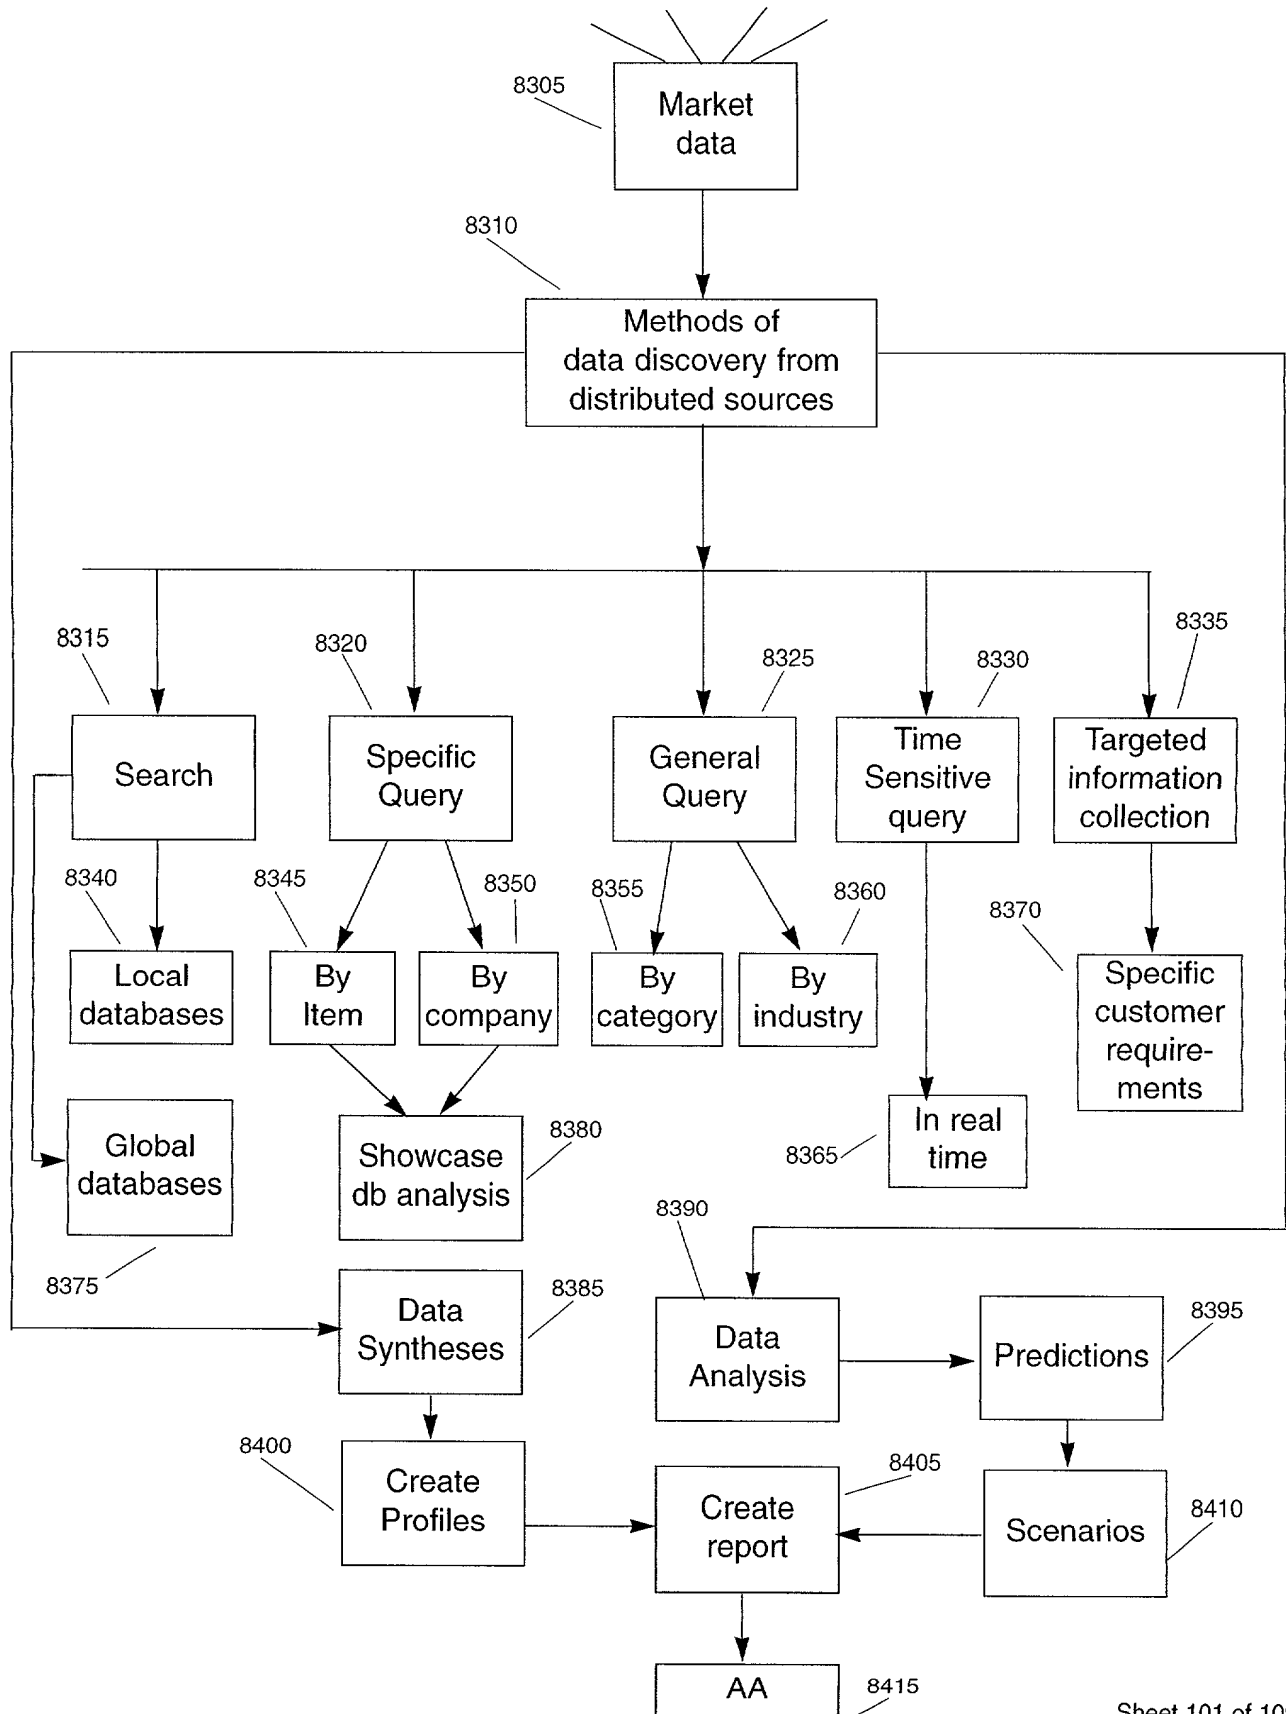 8305
Market
data
8310
Methods of
data discovery from
distributed sources
8315
8320
8325
8330
8335
Search
Specific
Query
General
Query
Time
Sensitive
query
Targeted
information
collection
8340
8345
8350
8355
8360
8370
Local
databases
By
Item
By
company
By
category
By
industry
Specific
customer
require-
ments
Global
databases
8375
Showcase
db analysis
8380
In real
time
8365
8390
Data
Syntheses
8385
Data
Analysis
Predictions
8395
8400
Create
Profiles
Create
report
8405
Scenarios
8410
AA
8415
Sheet 101 of